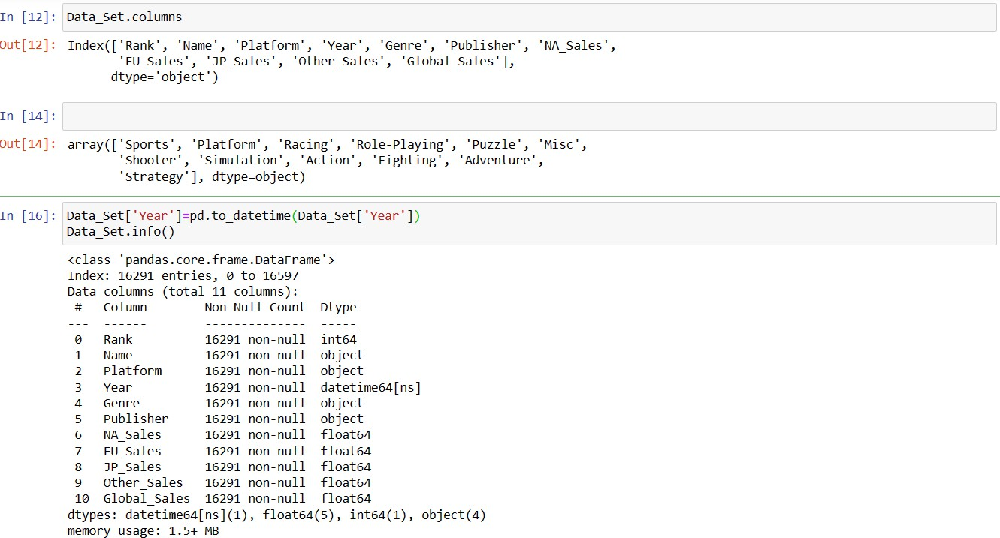 In [12]: Data_Set.columns
Out[12]: Index(['Rank', 'Name', 'Platform', 'Year', 'Genre', 'Publisher', 'NA_Sales',
       'EU_Sales', 'JP_Sales', 'Other_Sales', 'Global_Sales'],
      dtype='object')
In [14]:
Out[14]: array(['Sports', 'Platform', 'Racing', 'Role-Playing', 'Puzzle', 'Misc',
       'Shooter', 'Simulation', 'Action', 'Fighting', 'Adventure',
       'Strategy'], dtype=object)
In [16]: Data_Set['Year']=pd.to_datetime(Data_Set['Year'])
Data_Set.info()
<class 'pandas.core.frame.DataFrame'>
Index: 16291 entries, 0 to 16597
Data columns (total 11 columns):
 #   Column        Non-Null Count  Dtype
---  ------        --------------  -----
 0   Rank          16291 non-null  int64
 1   Name          16291 non-null  object
 2   Platform      16291 non-null  object
 3   Year          16291 non-null  datetime64[ns]
 4   Genre         16291 non-null  object
 5   Publisher     16291 non-null  object
 6   NA_Sales      16291 non-null  float64
 7   EU_Sales      16291 non-null  float64
 8   JP_Sales      16291 non-null  float64
 9   Other_Sales   16291 non-null  float64
 10  Global_Sales  16291 non-null  float64
dtypes: datetime64[ns](1), float64(5), int64(1), object(4)
memory usage: 1.5+ MB